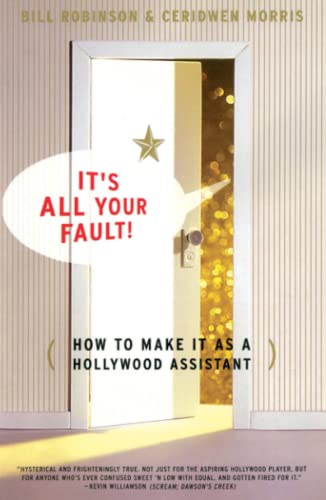 BILL ROBINSON & CERIDWEN MORRIS
IT'S
ALL YOUR
FAULT!
( HOW TO MAKE IT AS A
HOLLYWOOD ASSISTANT )
"HYSTERICAL AND FRIGHTENINGLY TRUE. NOT JUST FOR THE ASPIRING HOLLYWOOD PLAYER, BUT
FOR ANYONE WHO'S EVER CONFUSED SWEET 'N LOW WITH EQUAL. AND GOTTEN FIRED FOR IT."
—KEVIN WILLIAMSON (SCREAM; DAWSON'S CREEK)